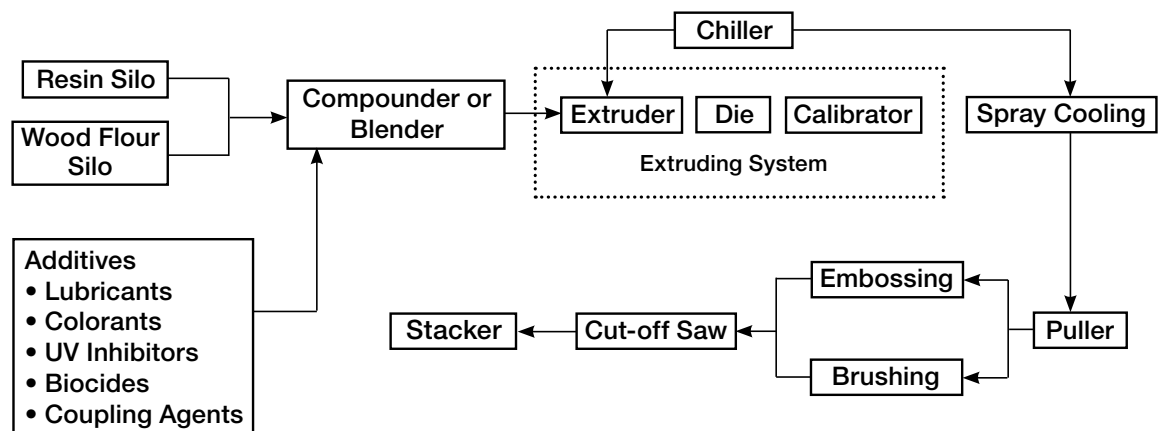 Chiller
Resin Silo
Wood Flour
Silo
Compounder or
Blender
Extruder
Die
Calibrator
Extruding System
Spray Cooling
Additives
• Lubricants
• Colorants
• UV Inhibitors
• Biocides
• Coupling Agents
Embossing
Stacker
Cut-off Saw
Puller
Brushing